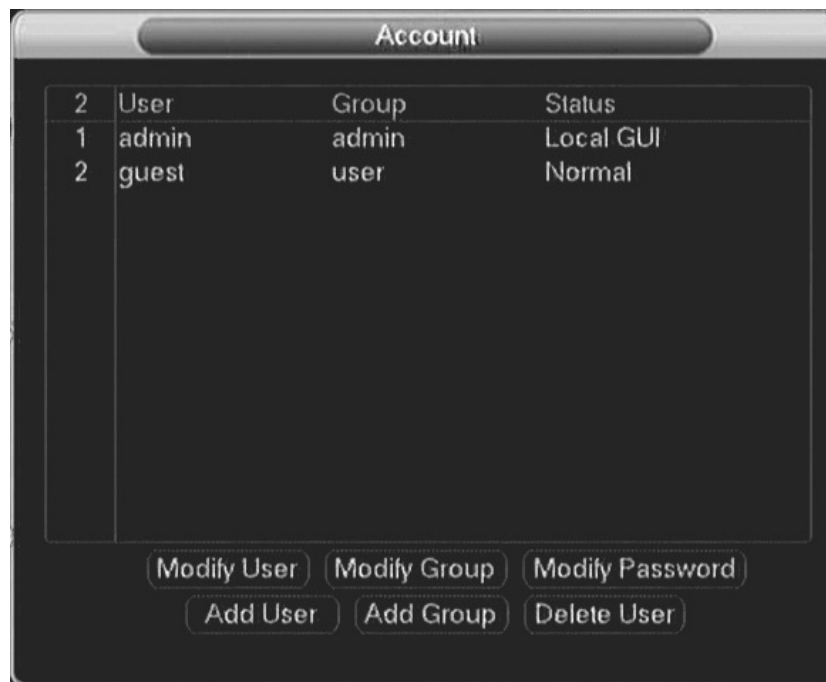 Account
2 User Group Status
1 admin admin Local GUI
2 guest user Normal
Modify User Modify Group Modify Password
Add User Add Group Delete User